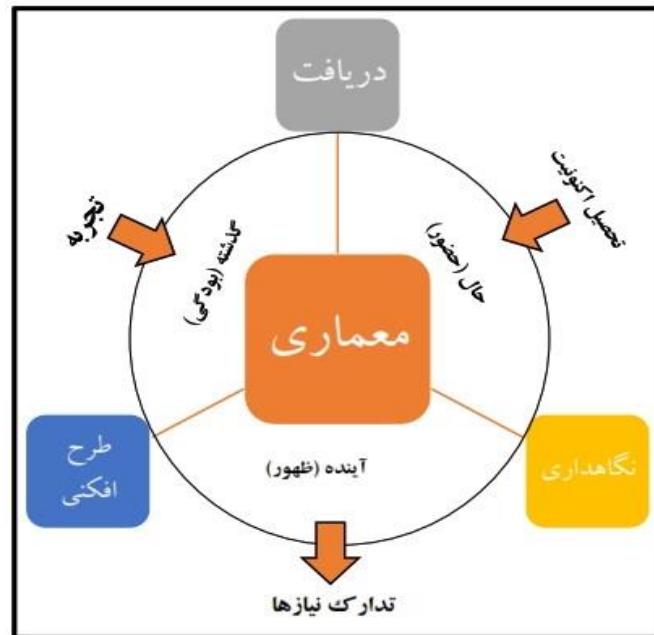 دریافت
تحصیل اکنونیت
تجربه
حال (حضور)
گذشته (بودگی)
معماری
نگاهداری
طرح
افکنی
آینده (ظهور)
تدارک نیازها